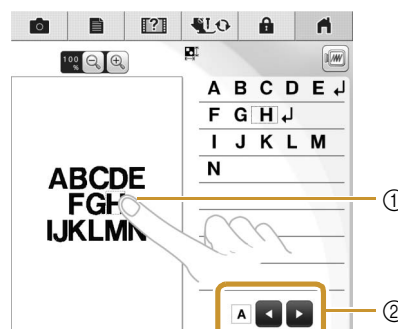 100 %
ABCDE
FGH
IJKLMN
A B C D E ↵
F G H ↵
I J K L M
N
A
①
②